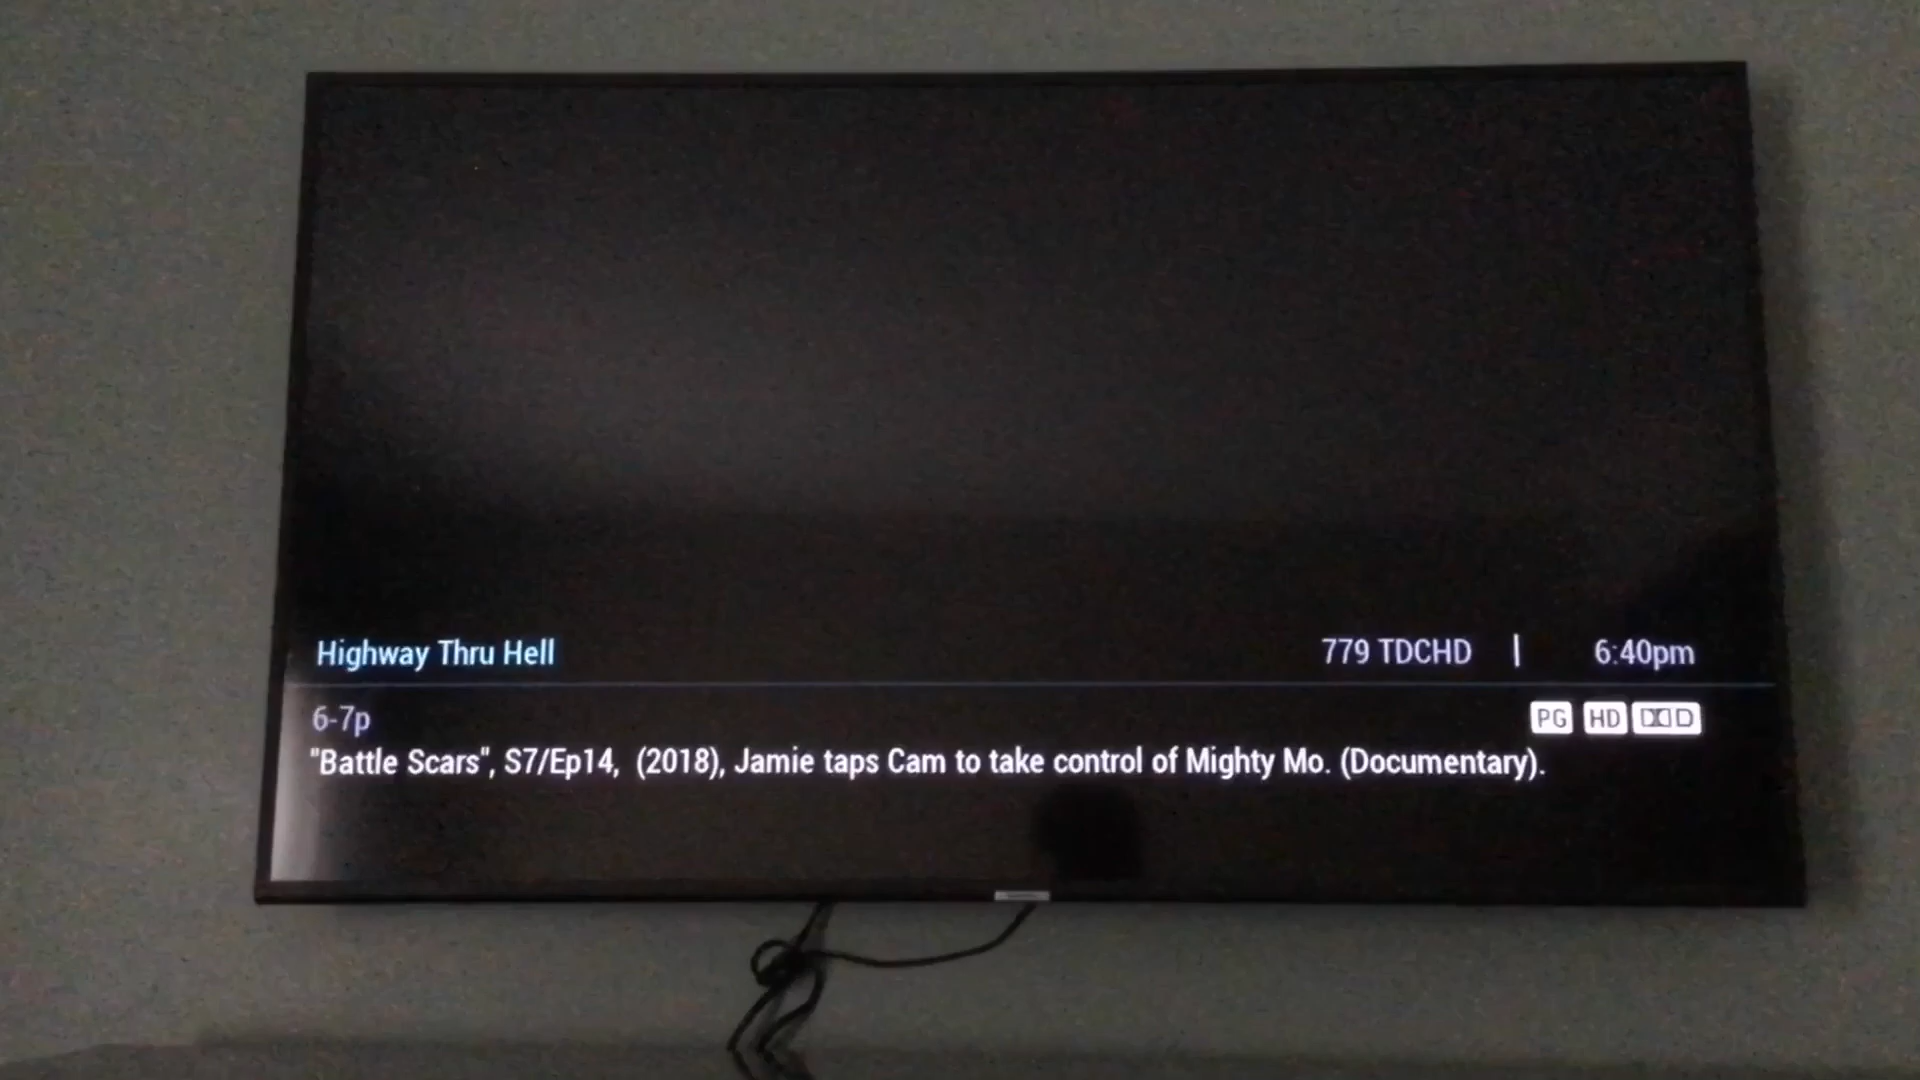 Highway Thru Hell 779 TDCHD | 6:40pm
6-7p PG HD DD
"Battle Scars", S7/Ep14, (2018), Jamie taps Cam to take control of Mighty Mo. (Documentary).